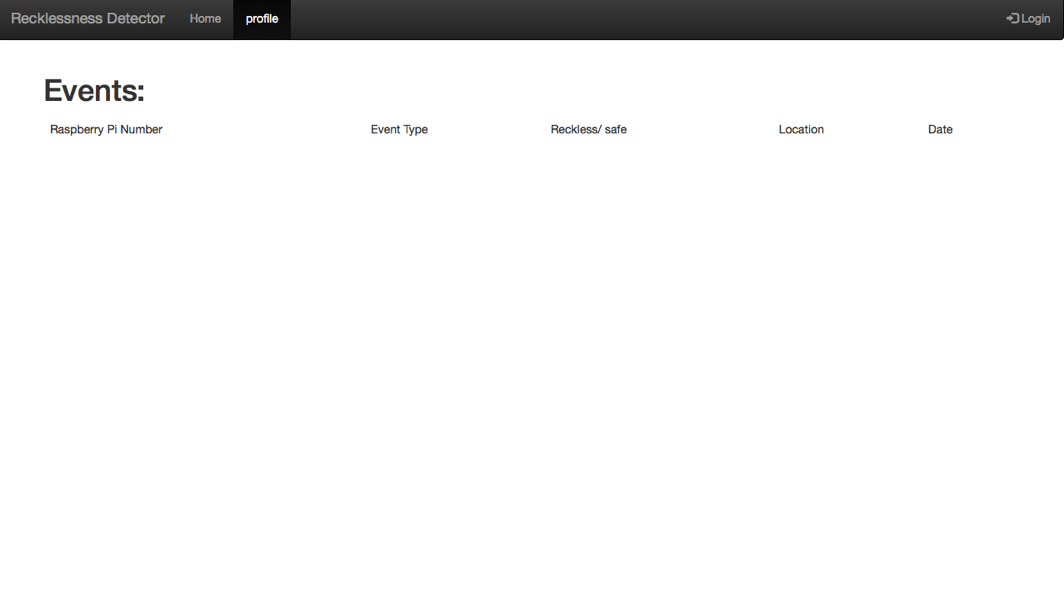 Recklessness Detector Home profile Login
Events:
Raspberry Pi Number Event Type Reckless/ safe Location Date